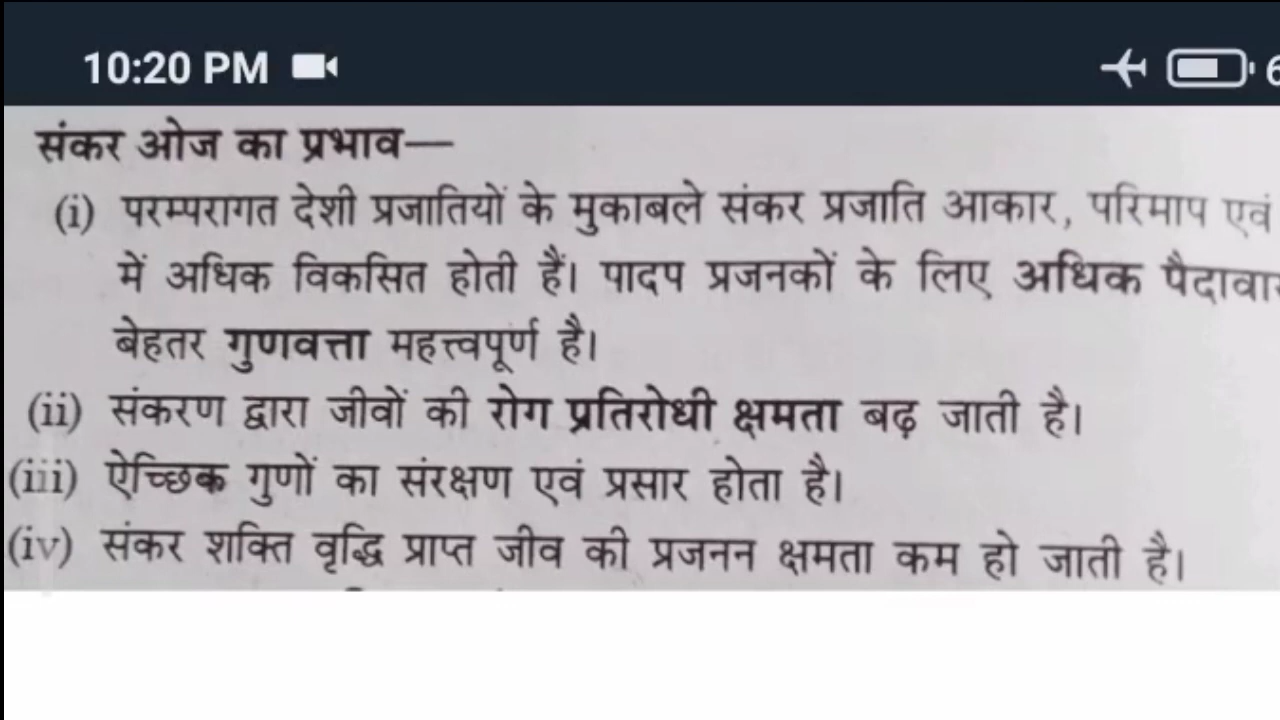 10:20 PM
संकर ओज का प्रभाव—
(i) परम्परागत देशी प्रजातियों के मुकाबले संकर प्रजाति आकार, परिमाप एवं
में अधिक विकसित होती हैं। पादप प्रजनकों के लिए अधिक
बेहतर गुणवत्ता महत्त्वपूर्ण है।
(ii) संकरण द्वारा जीवों की रोग प्रतिरोधी क्षमता बढ़ जाती है।
(iii) ऐच्छिक गुणों का संरक्षण एवं प्रसार होता है।
(iv) संकर शक्ति वृद्धि प्राप्त जीव की प्रजनन क्षमता कम हो जाती है।